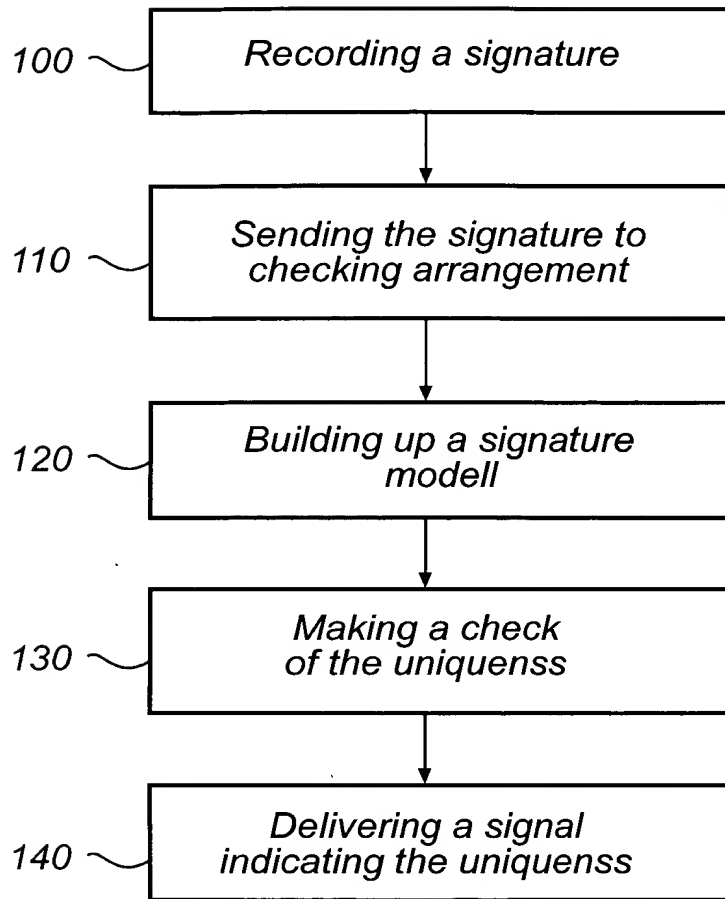 100
Recording a signature
110
Sending the signature to
checking arrangement
120
Building up a signature
modell
130
Making a check
of the uniquenss
140
Delivering a signal
indicating the uniquenss